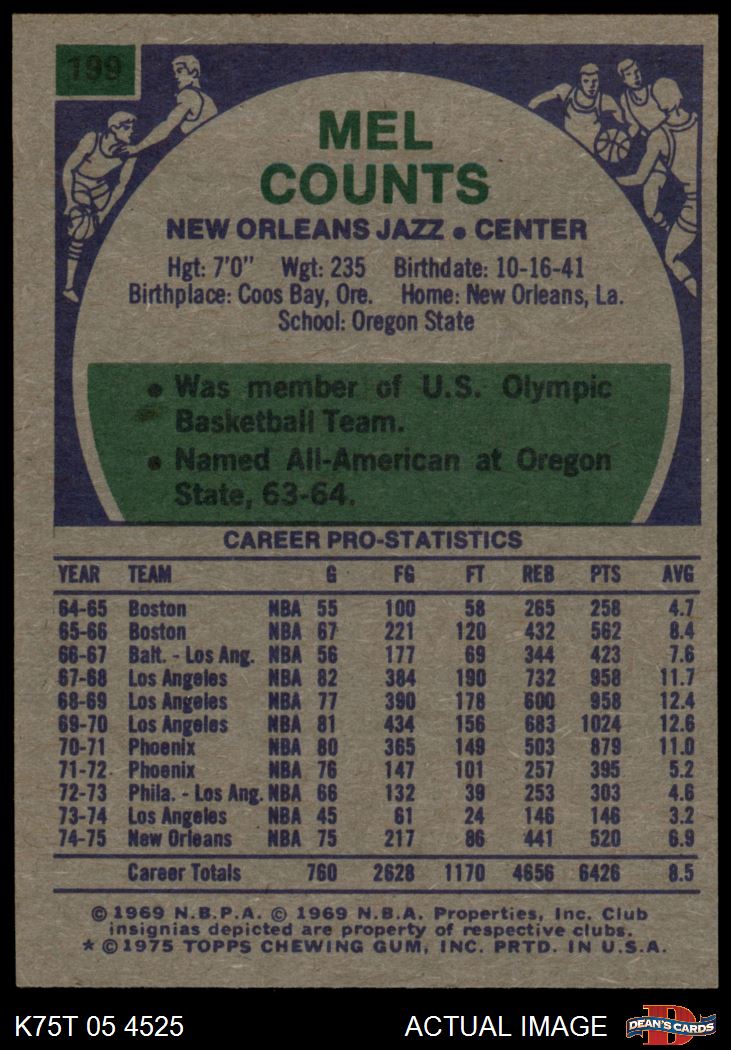 199
MEL
COUNTS
NEW ORLEANS JAZZ • CENTER
Hgt: 7'0" Wgt: 235 Birthdate: 10-16-41
Birthplace: Coos Bay, Ore. Home: New Orleans, La.
School: Oregon State
• Was member of U.S. Olympic
Basketball Team.
• Named All-American at Oregon
State, 63-64.
CAREER PRO-STATISTICS
YEAR TEAM G FG FT REB PTS AVG
64-65 Boston NBA 55 100 58 265 258 4.7
65-66 Boston NBA 67 221 120 432 562 8.4
66-67 Balt. - Los Ang. NBA 56 177 69 344 423 7.6
67-68 Los Angeles NBA 82 384 190 732 958 11.7
68-69 Los Angeles NBA 77 390 178 600 958 12.4
69-70 Los Angeles NBA 81 434 156 683 1024 12.6
70-71 Phoenix NBA 80 365 149 503 879 11.0
71-72 Phoenix NBA 76 147 101 257 395 5.2
72-73 Phila. - Los Ang. NBA 66 132 39 253 303 4.6
73-74 Los Angeles NBA 45 61 24 146 146 3.2
74-75 New Orleans NBA 75 217 86 441 520 6.9
Career Totals 760 2628 1170 4656 6426 8.5
© 1969 N.B.P.A. © 1969 N.B.A. Properties, Inc. Club
insignias depicted are property of respective clubs.
* © 1975 TOPPS CHEWING GUM, INC. PRTD. IN U.S.A.
K75T 05 4525 ACTUAL IMAGE
D
DEAN'S CARDS